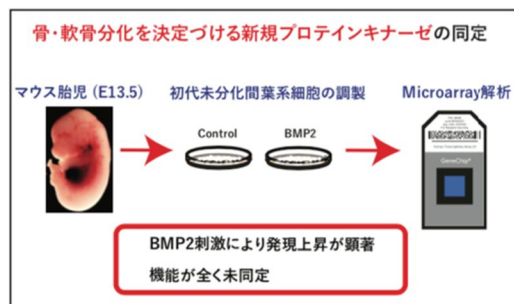 骨・軟骨分化を決定づける新規プロテインキナーゼの同定
マウス胎児 (E13.5)
初代未分化間葉系細胞の調製
Microarray解析
Control
BMP2
GeneChip®
BMP2刺激により発現上昇が顕著
機能が全く未同定